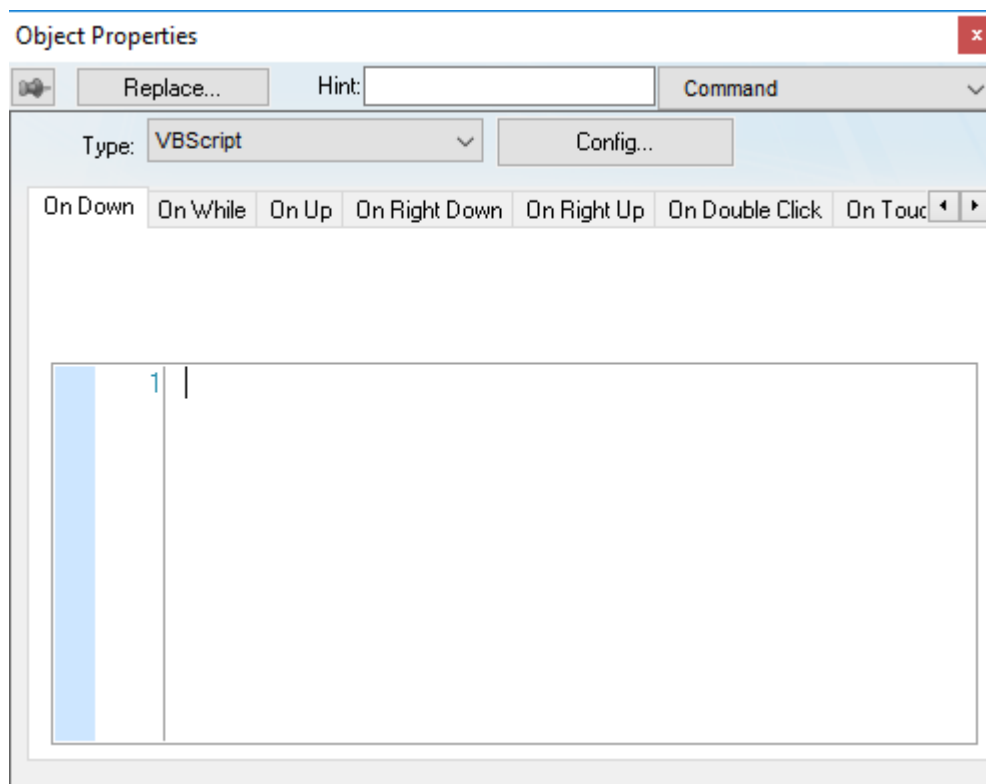 Object Properties
x
Replace... Hint: Command
Type: VBScript Config...
On Down On While On Up On Right Down On Right Up On Double Click On Touc
1